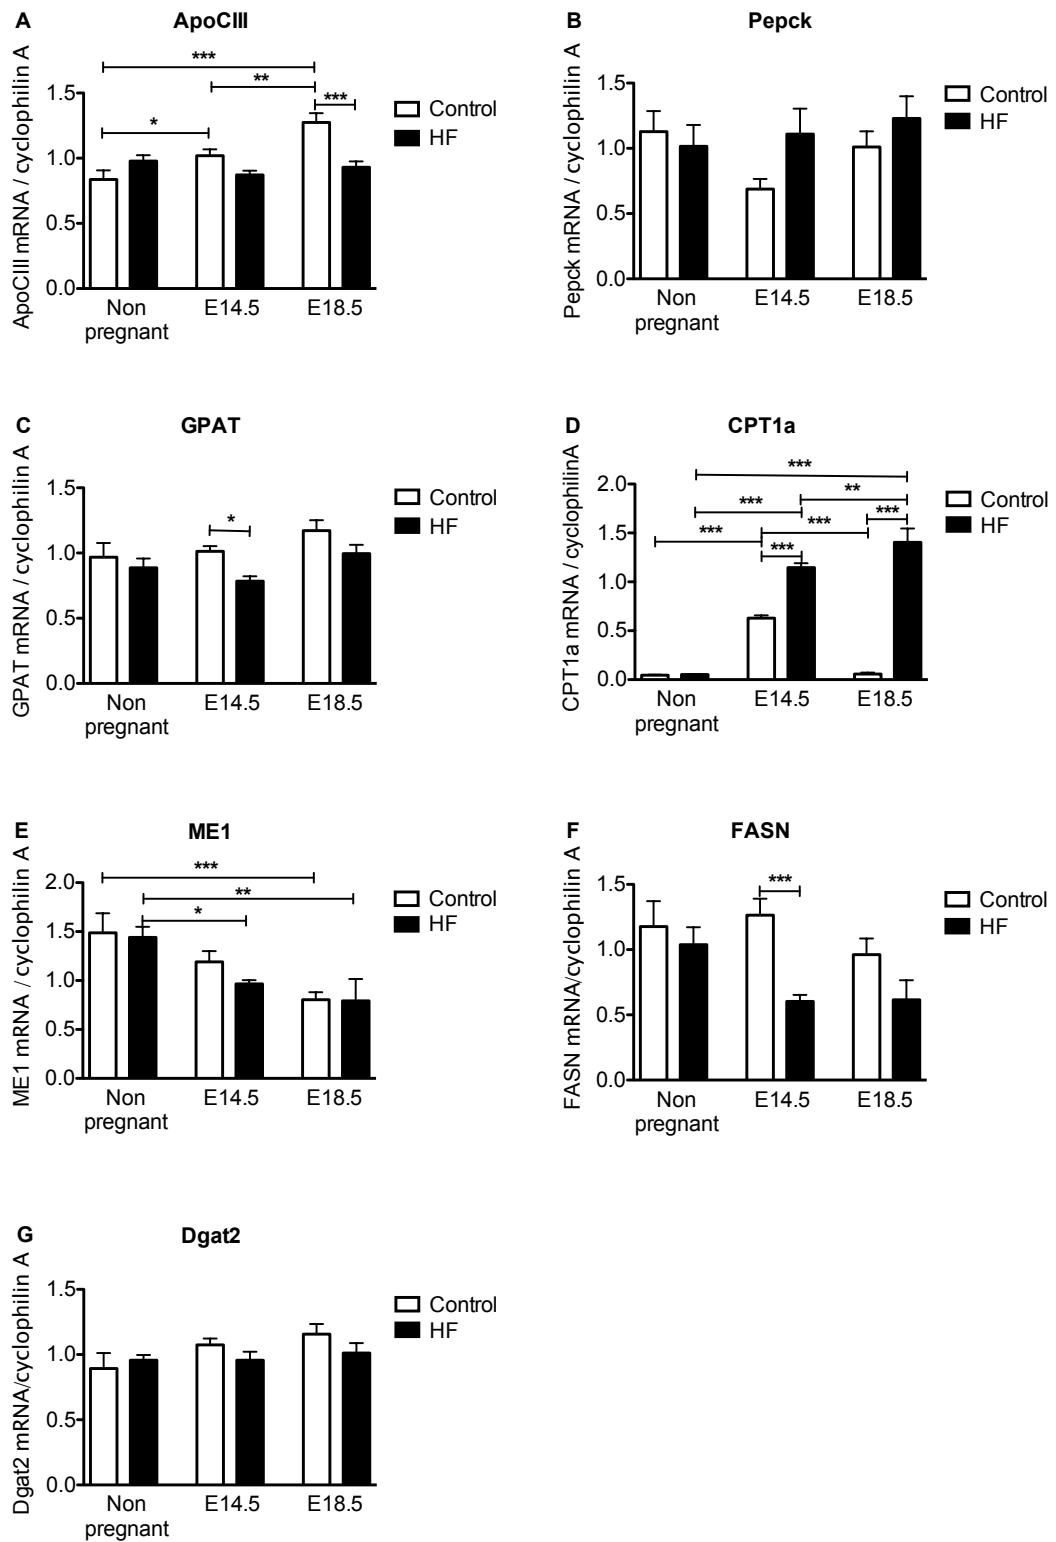 A
ApoCIII
ApoCIII mRNA / cyclophilin A
***
**
***
*
1.5
1.0
0.5
0.0
Non pregnant
E14.5
E18.5
Control
HF
B
Pepck
Pepck mRNA / cyclophilin A
1.5
1.0
0.5
0.0
Non pregnant
E14.5
E18.5
Control
HF
C
GPAT
GPAT mRNA / cyclophilin A
*
1.5
1.0
0.5
0.0
Non pregnant
E14.5
E18.5
Control
HF
D
CPT1a
CPT1a mRNA / cyclophilinA
***
**
***
***
***
***
***
2.0
1.5
1.0
0.5
0.0
Non pregnant
E14.5
E18.5
Control
HF
E
ME1
ME1 mRNA / cyclophilin A
***
**
*
2.0
1.5
1.0
0.5
0.0
Non pregnant
E14.5
E18.5
Control
HF
F
FASN
FASN mRNA/cyclophilin A
***
1.5
1.0
0.5
0.0
Non pregnant
E14.5
E18.5
Control
HF
G
Dgat2
Dgat2 mRNA/cyclophilin A
1.5
1.0
0.5
0.0
Non pregnant
E14.5
E18.5
Control
HF